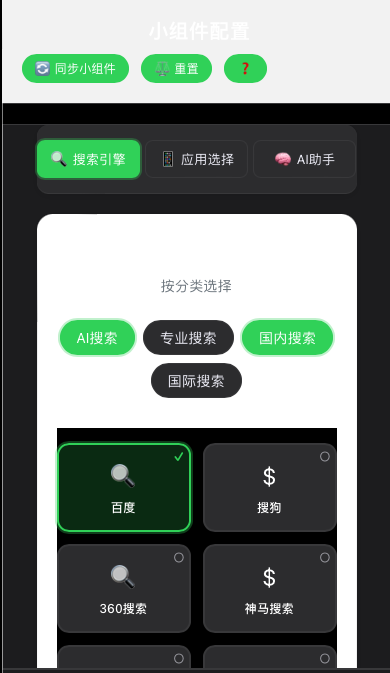 小组件配置
同步小组件 重置 ?
搜索引擎 应用选择 AI助手
按分类选择
AI搜索 专业搜索 国内搜索
国际搜索
百度 $ 搜狗
360搜索 $ 神马搜索